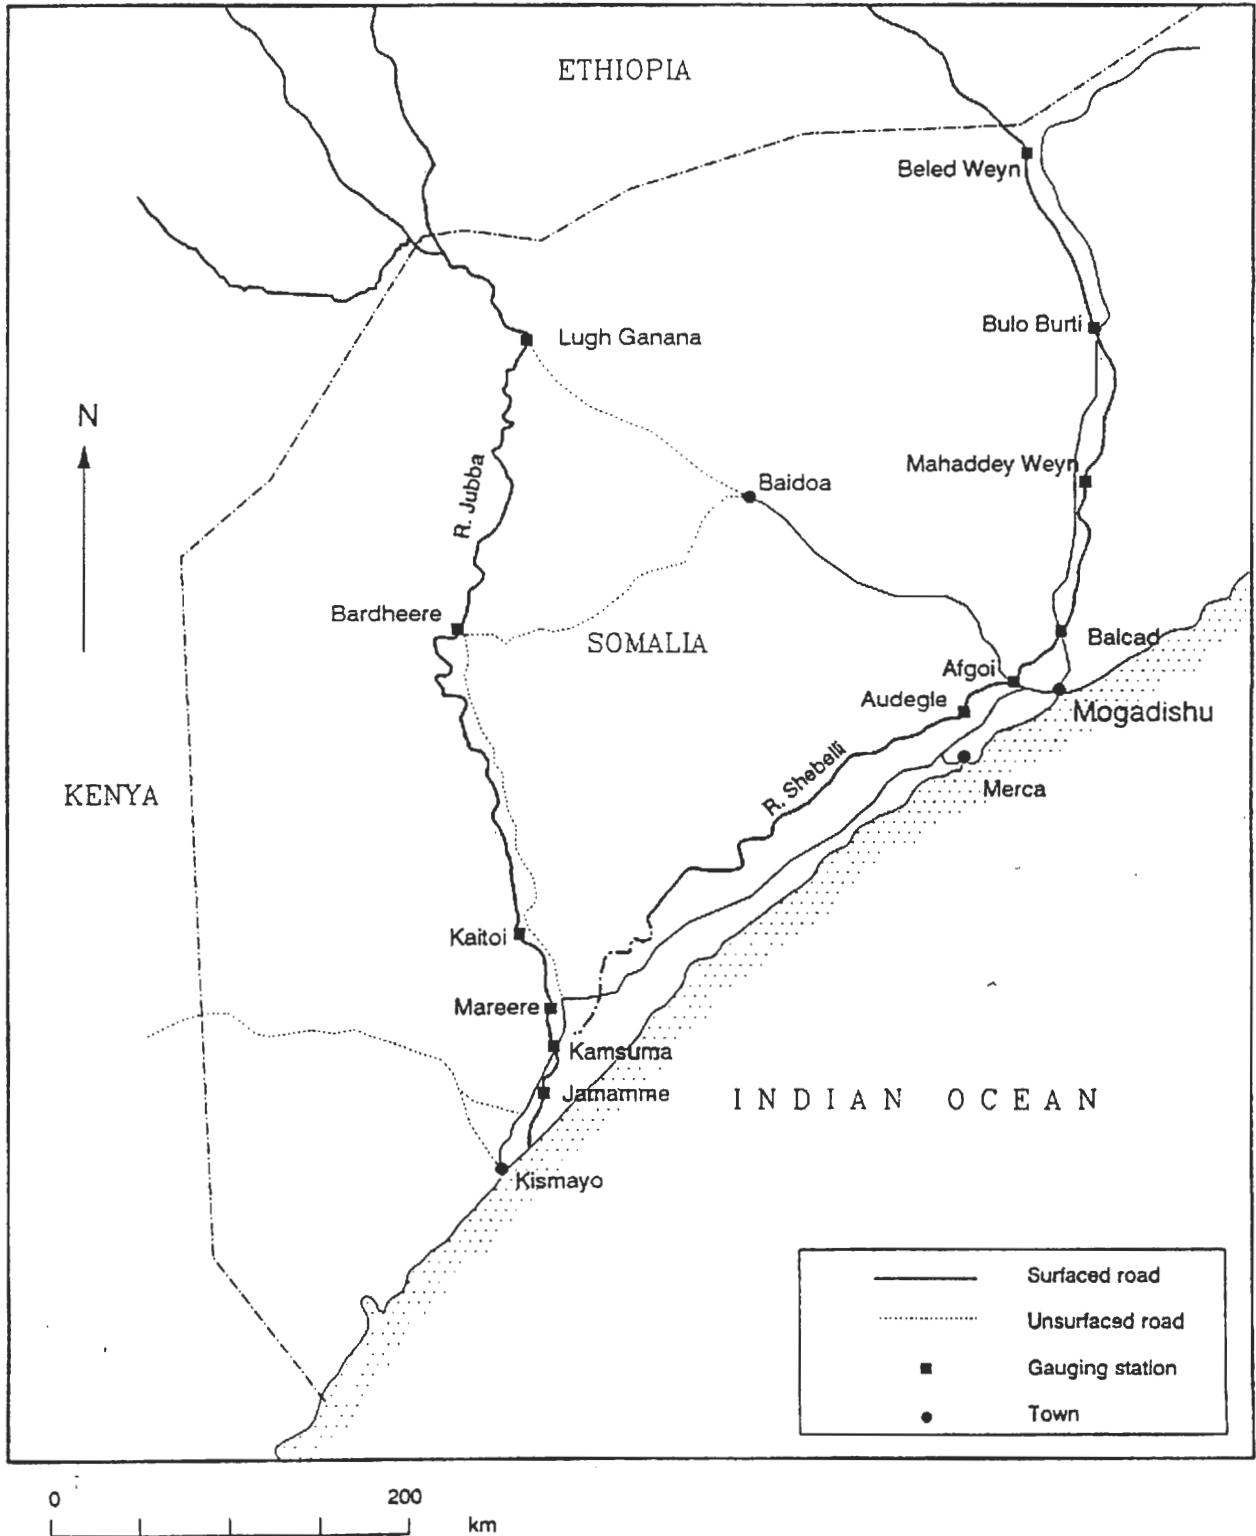 ETHIOPIA
Beled Weyn
Bulo Burti
Lugh Ganana
N
Mahaddey Weyn
Baidoa
R. Jubba
Bardheere
SOMALIA
Balcad
Afgoi
Audegle
Mogadishu
R. Shebelli
KENYA
Merca
Kaitoi
Mareere
Kamsuma
Jamamme
INDIAN OCEAN
Kismayo
Surfaced road
Unsurfaced road
Gauging station
Town
0 200
km